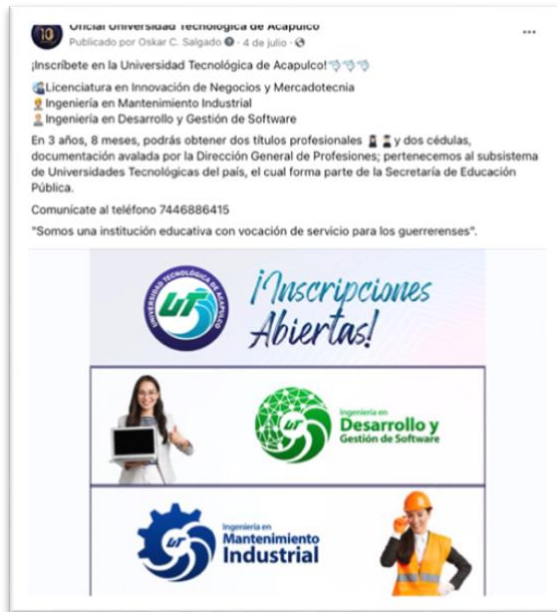 Oficial Universidad Tecnológica de Acapulco
Publicado por Oskar C. Salgado · 4 de julio ·
¡Inscríbete en la Universidad Tecnológica de Acapulco!
Licenciatura en Innovación de Negocios y Mercadotecnia
Ingeniería en Mantenimiento Industrial
Ingeniería en Desarrollo y Gestión de Software
En 3 años, 8 meses, podrás obtener dos títulos profesionales y dos cédulas,
documentación avalada por la Dirección General de Profesiones; pertenecemos al subsistema
de Universidades Tecnológicas del país, el cual forma parte de la Secretaría de Educación
Pública.
Comunícate al teléfono 7446886415
"Somos una institución educativa con vocación de servicio para los guerrerenses".
UNIVERSIDAD TECNOLÓGICA DE ACAPULCO
UT
¡Inscripciones
Abiertas!
UT
Ingeniería en
Desarrollo y
Gestión de Software
UT
Ingeniería en
Mantenimiento
Industrial